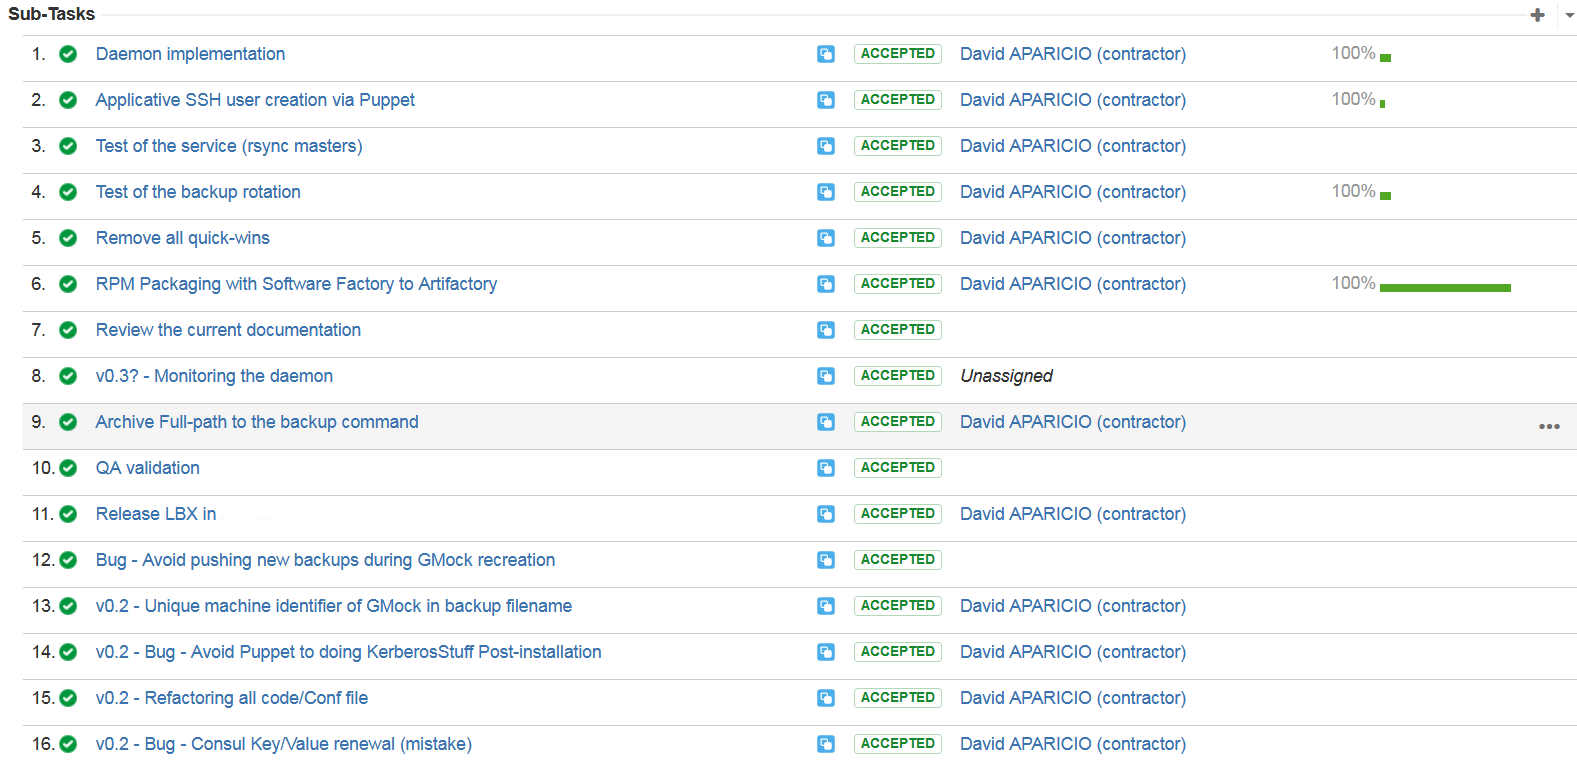 Sub-Tasks
1. Daemon implementation ACCEPTED David APARICIO (contractor) 100%
2. Applicative SSH user creation via Puppet ACCEPTED David APARICIO (contractor) 100%
3. Test of the service (rsync masters) ACCEPTED David APARICIO (contractor)
4. Test of the backup rotation ACCEPTED David APARICIO (contractor) 100%
5. Remove all quick-wins ACCEPTED David APARICIO (contractor)
6. RPM Packaging with Software Factory to Artifactory ACCEPTED David APARICIO (contractor) 100%
7. Review the current documentation ACCEPTED
8. v0.3? - Monitoring the daemon ACCEPTED Unassigned
9. Archive Full-path to the backup command ACCEPTED David APARICIO (contractor)
10. QA validation ACCEPTED
11. Release LBX in ACCEPTED David APARICIO (contractor)
12. Bug - Avoid pushing new backups during GMock recreation ACCEPTED
13. v0.2 - Unique machine identifier of GMock in backup filename ACCEPTED David APARICIO (contractor)
14. v0.2 - Bug - Avoid Puppet to doing KerberosStuff Post-installation ACCEPTED David APARICIO (contractor)
15. v0.2 - Refactoring all code/Conf file ACCEPTED David APARICIO (contractor)
16. v0.2 - Bug - Consul Key/Value renewal (mistake) ACCEPTED David APARICIO (contractor)